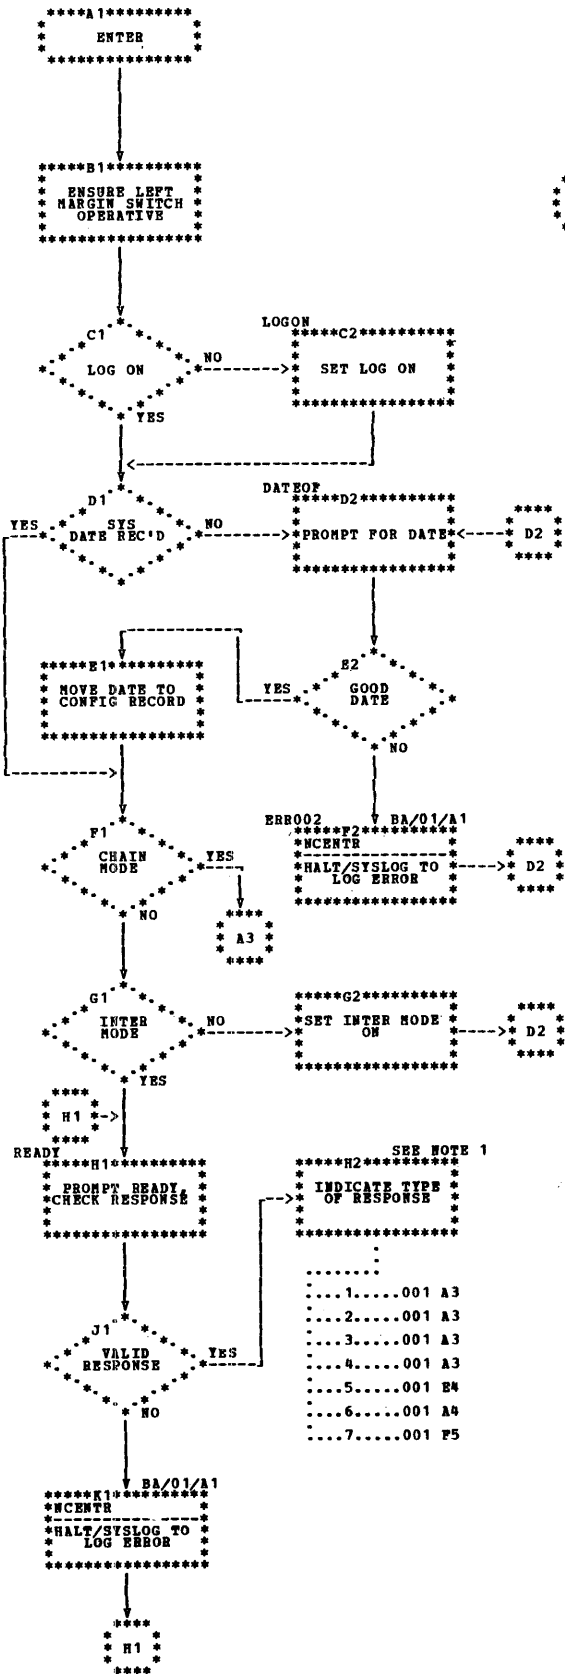 A1
ENTER
B1
ENSURE LEFT
MARGIN SWITCH
OPERATIVE
C1
LOG ON
NO
YES
LOGON
C2
SET LOG ON
D1
SYS
DATE REC'D
YES
NO
DATEOF
D2
PROMPT FOR DATE
D2
E1
MOVE DATE TO
CONFIG RECORD
E2
GOOD
DATE
YES
NO
F1
CHAIN
MODE
YES
NO
A3
ERR002
BA/01/A1
F2
NCENTR
HALT/SYSLOG TO
LOG ERROR
D2
G1
INTER
MODE
NO
YES
G2
SET INTER MODE
ON
D2
H1
READY
H1
PROMPT READY,
CHECK RESPONSE
SEE NOTE 1
H2
INDICATE TYPE
OF RESPONSE
....1.....001 A3
....2.....001 A3
....3.....001 A3
....4.....001 A3
....5.....001 E4
....6.....001 A4
....7.....001 F5
J1
VALID
RESPONSE
YES
NO
BA/01/A1
K1
NCENTR
HALT/SYSLOG TO
LOG ERROR
H1